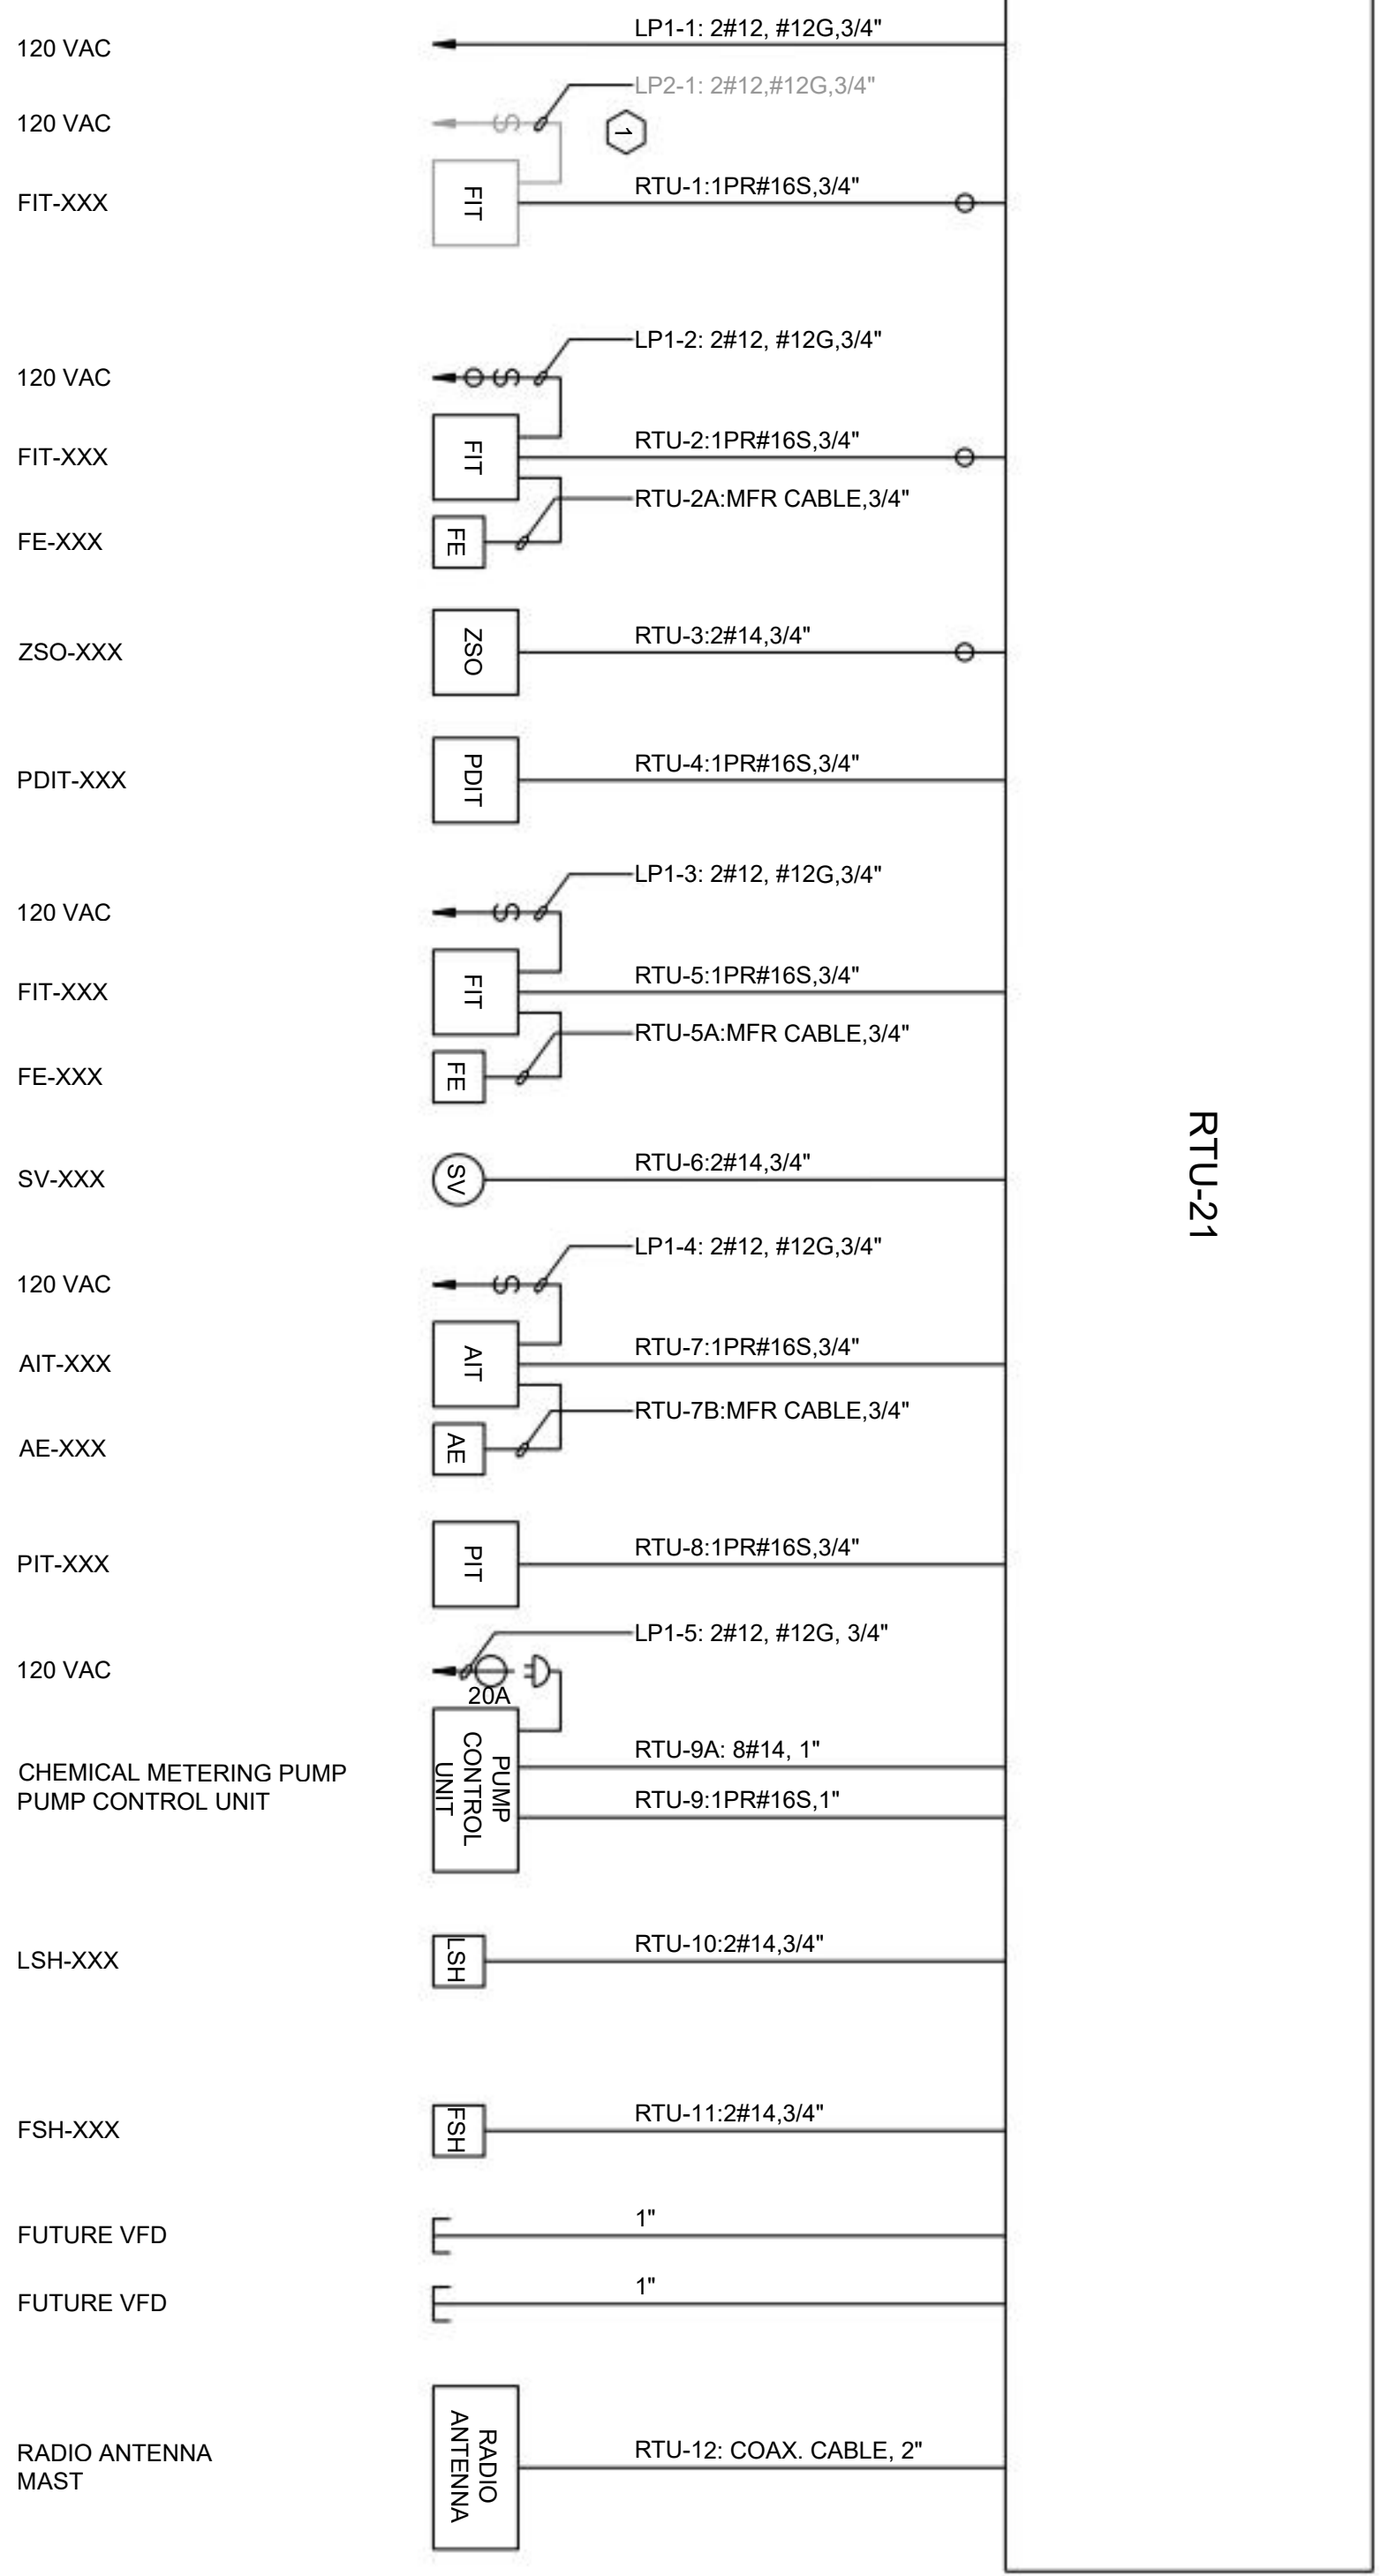 LP1-1: 2#12, #12G,3/4"
120 VAC
LP2-1: 2#12,#12G,3/4"
120 VAC
S
1
RTU-1:1PR#16S,3/4"
FIT-XXX
FIT
LP1-2: 2#12, #12G,3/4"
120 VAC
S
RTU-2:1PR#16S,3/4"
FIT-XXX
FIT
RTU-2A:MFR CABLE,3/4"
FE-XXX
FE
RTU-3:2#14,3/4"
ZSO-XXX
ZSO
RTU-4:1PR#16S,3/4"
PDIT-XXX
PDIT
LP1-3: 2#12, #12G,3/4"
120 VAC
S
RTU-5:1PR#16S,3/4"
FIT-XXX
FIT
RTU-5A:MFR CABLE,3/4"
FE-XXX
FE
RTU-21
RTU-6:2#14,3/4"
SV-XXX
SV
LP1-4: 2#12, #12G,3/4"
120 VAC
S
RTU-7:1PR#16S,3/4"
AIT-XXX
AIT
RTU-7B:MFR CABLE,3/4"
AE-XXX
AE
RTU-8:1PR#16S,3/4"
PIT-XXX
PIT
LP1-5: 2#12, #12G, 3/4"
120 VAC
20A
RTU-9A: 8#14, 1"
CHEMICAL METERING PUMP
PUMP CONTROL UNIT
PUMP
CONTROL
UNIT
RTU-9:1PR#16S,1"
RTU-10:2#14,3/4"
LSH-XXX
LSH
RTU-11:2#14,3/4"
FSH-XXX
FSH
1"
FUTURE VFD
1"
FUTURE VFD
RTU-12: COAX. CABLE, 2"
RADIO ANTENNA
MAST
RADIO
ANTENNA